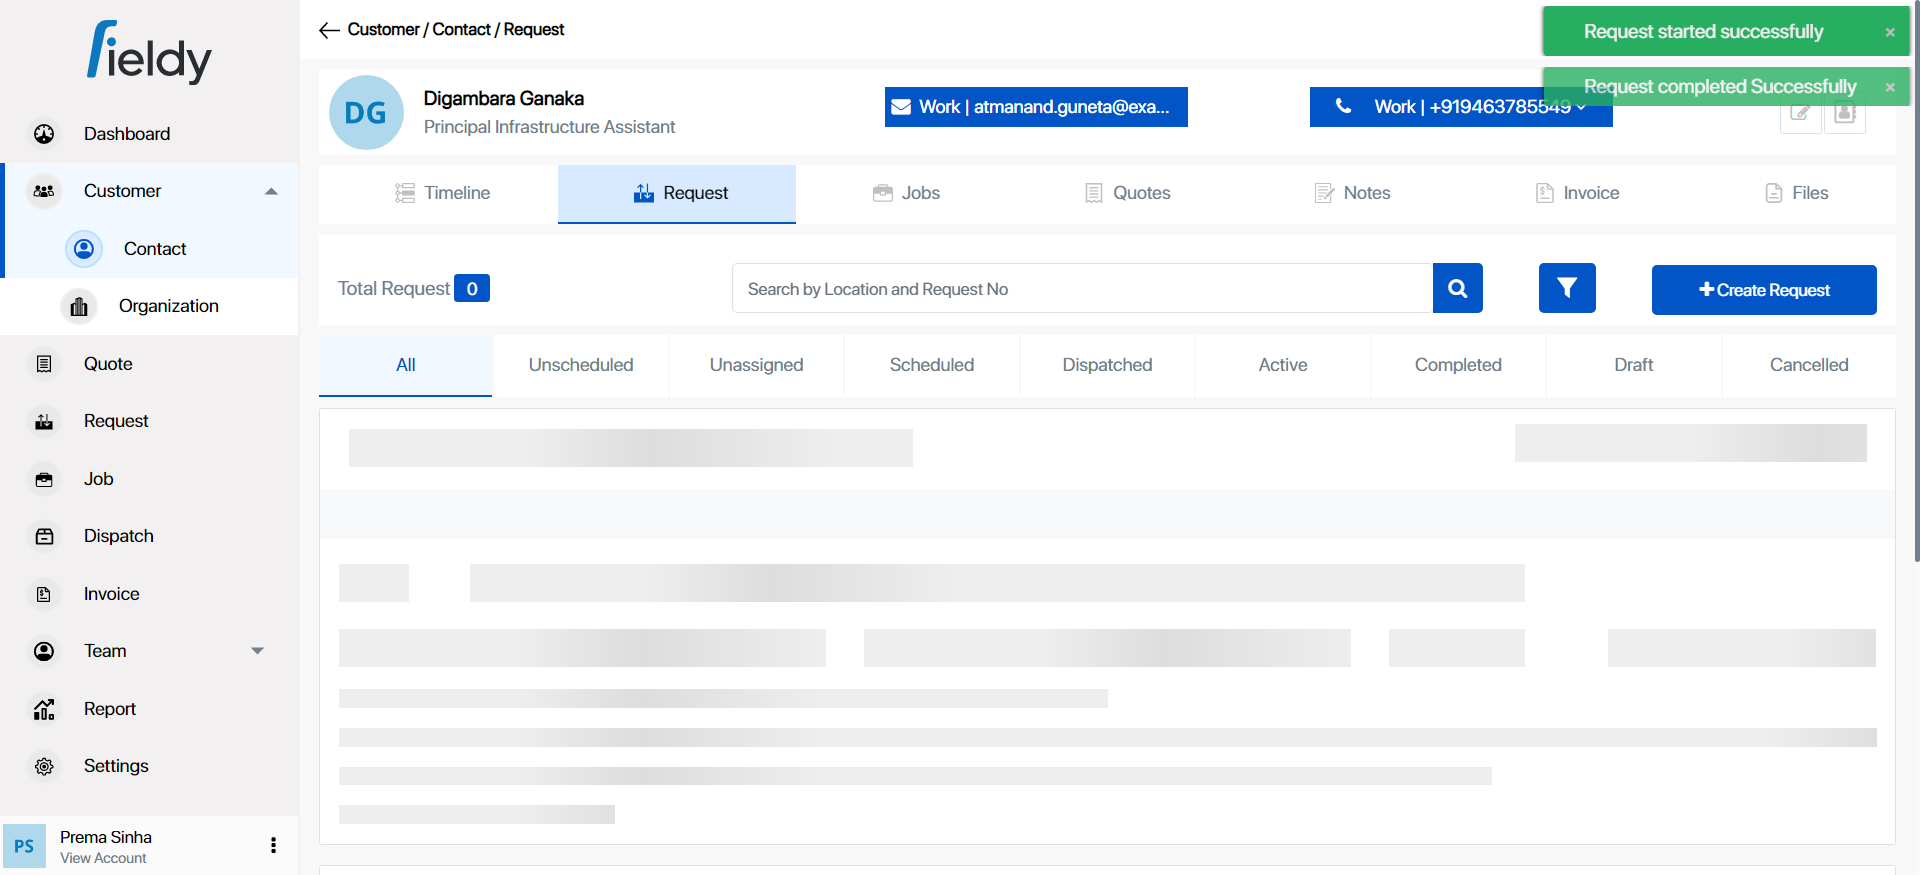 fieldy
Dashboard
Customer
Contact
Organization
Quote
Request
Job
Dispatch
Invoice
Team
Report
Settings
PS
Prema Sinha
View Account
Customer / Contact / Request
Request started successfully ×
Request completed Successfully ×
DG
Digambara Ganaka
Principal Infrastructure Assistant
Work | atmanand.guneta@exa...
Work | +919463785549
Timeline
Request
Jobs
Quotes
Notes
Invoice
Files
Total Request 0
Search by Location and Request No
Create Request
All
Unscheduled
Unassigned
Scheduled
Dispatched
Active
Completed
Draft
Cancelled